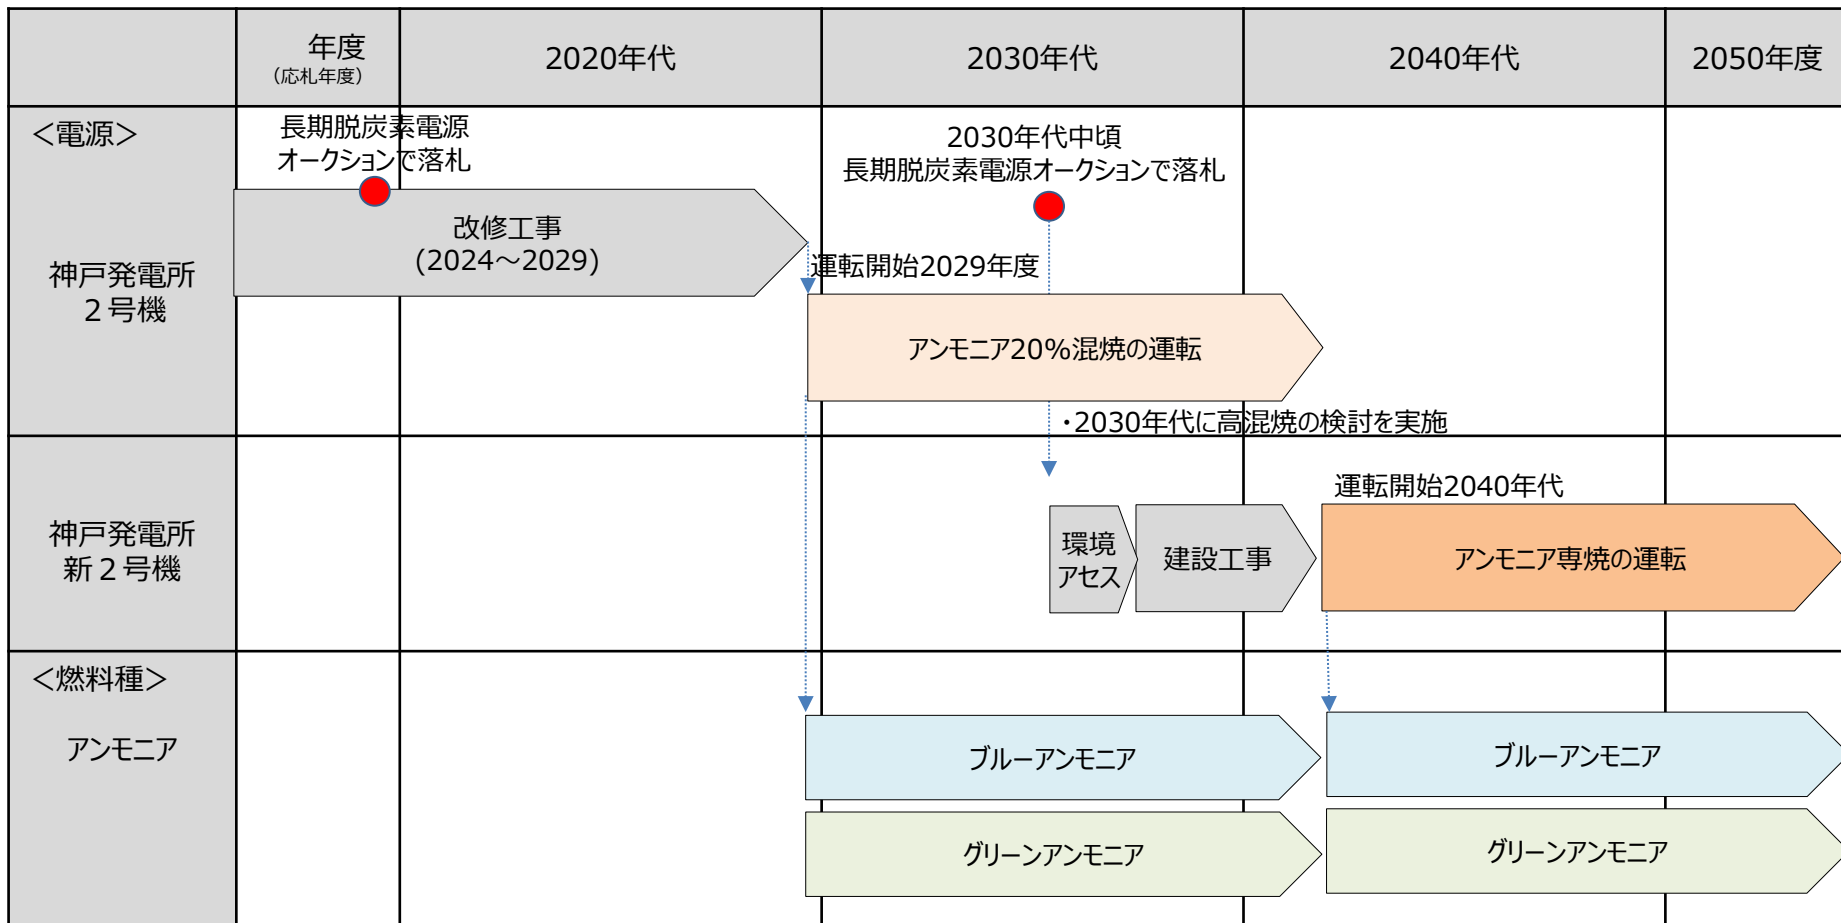 年度
（応札年度）
2020年代
2030年代
2040年代
2050年度
＜電源＞
長期脱炭素電源
オークションで落札
2030年代中頃
長期脱炭素電源オークションで落札
改修工事
(2024～2029)
運転開始2029年度
神戸発電所
２号機
アンモニア20%混焼の運転
・2030年代に高混焼の検討を実施
運転開始2040年代
神戸発電所
新２号機
環境
アセス
建設工事
アンモニア専焼の運転
＜燃料種＞
アンモニア
ブルーアンモニア
ブルーアンモニア
グリーンアンモニア
グリーンアンモニア